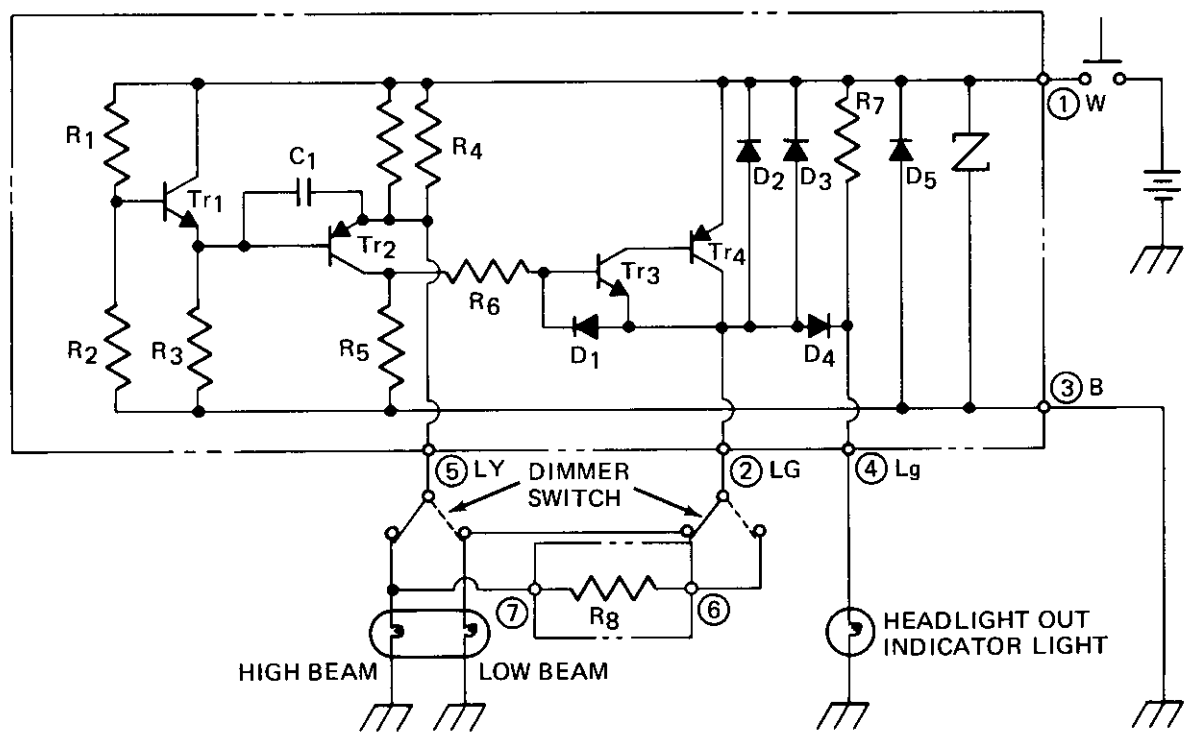 R1
R4
R7
① W
C1
D2
D3
D5
Tr1
Tr2
Tr4
Tr3
R6
R2
R3
R5
D1
D4
③ B
⑤ LY
DIMMER
SWITCH
② LG
④ Lg
⑦
R8
⑥
HEADLIGHT OUT
INDICATOR LIGHT
HIGH BEAM
LOW BEAM